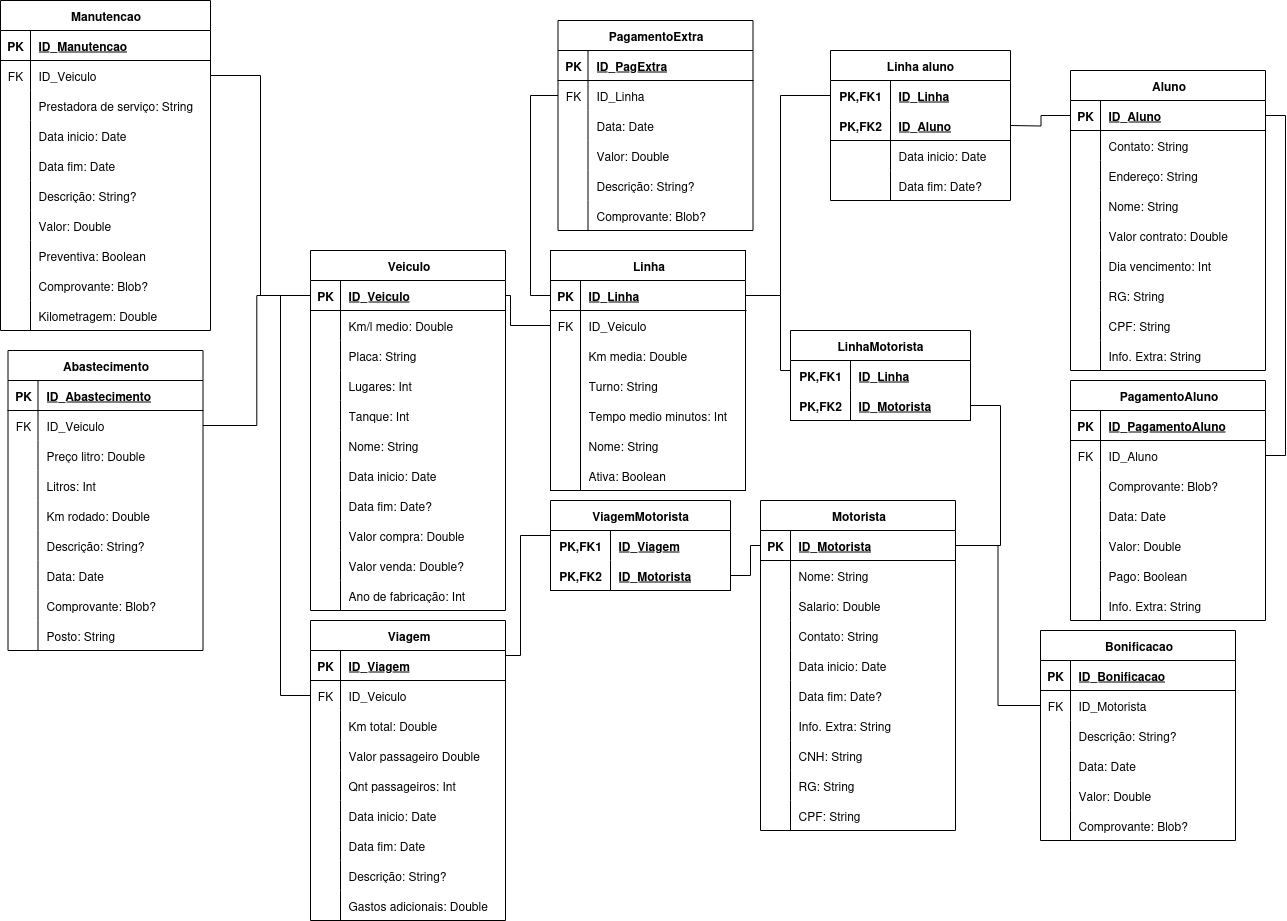 Manutencao
PK ID_Manutencao
FK ID_Veiculo
Prestadora de serviço: String
Data inicio: Date
Data fim: Date
Descrição: String?
Valor: Double
Preventiva: Boolean
Comprovante: Blob?
Kilometragem: Double
Abastecimento
PK ID_Abastecimento
FK ID_Veiculo
Preço litro: Double
Litros: Int
Km rodado: Double
Descrição: String?
Data: Date
Comprovante: Blob?
Posto: String
Veiculo
PK ID_Veiculo
Km/l medio: Double
Placa: String
Lugares: Int
Tanque: Int
Nome: String
Data inicio: Date
Data fim: Date?
Valor compra: Double
Valor venda: Double?
Ano de fabricação: Int
Viagem
PK ID_Viagem
FK ID_Veiculo
Km total: Double
Valor passageiro Double
Qnt passageiros: Int
Data inicio: Date
Data fim: Date
Descrição: String?
Gastos adicionais: Double
PagamentoExtra
PK ID_PagExtra
FK ID_Linha
Data: Date
Valor: Double
Descrição: String?
Comprovante: Blob?
Linha
PK ID_Linha
FK ID_Veiculo
Km media: Double
Turno: String
Tempo medio minutos: Int
Nome: String
Ativa: Boolean
ViagemMotorista
PK,FK1 ID_Viagem
PK,FK2 ID_Motorista
Linha aluno
PK,FK1 ID_Linha
PK,FK2 ID_Aluno
Data inicio: Date
Data fim: Date?
LinhaMotorista
PK,FK1 ID_Linha
PK,FK2 ID_Motorista
Motorista
PK ID_Motorista
Nome: String
Salario: Double
Contato: String
Data inicio: Date
Data fim: Date?
Info. Extra: String
CNH: String
RG: String
CPF: String
Aluno
PK ID_Aluno
Contato: String
Endereço: String
Nome: String
Valor contrato: Double
Dia vencimento: Int
RG: String
CPF: String
Info. Extra: String
PagamentoAluno
PK ID_PagamentoAluno
FK ID_Aluno
Comprovante: Blob?
Data: Date
Valor: Double
Pago: Boolean
Info. Extra: String
Bonificacao
PK ID_Bonificacao
FK ID_Motorista
Descrição: String?
Data: Date
Valor: Double
Comprovante: Blob?